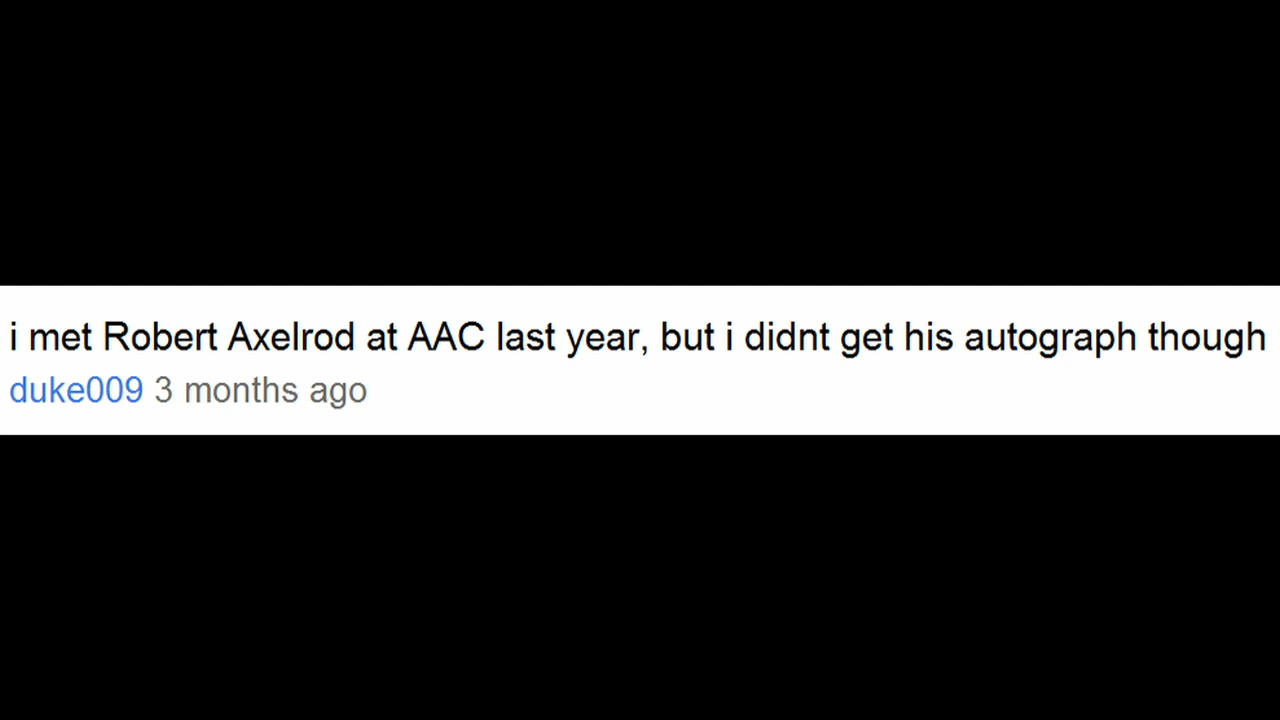 i met Robert Axelrod at AAC last year, but i didnt get his autograph though
duke009 3 months ago